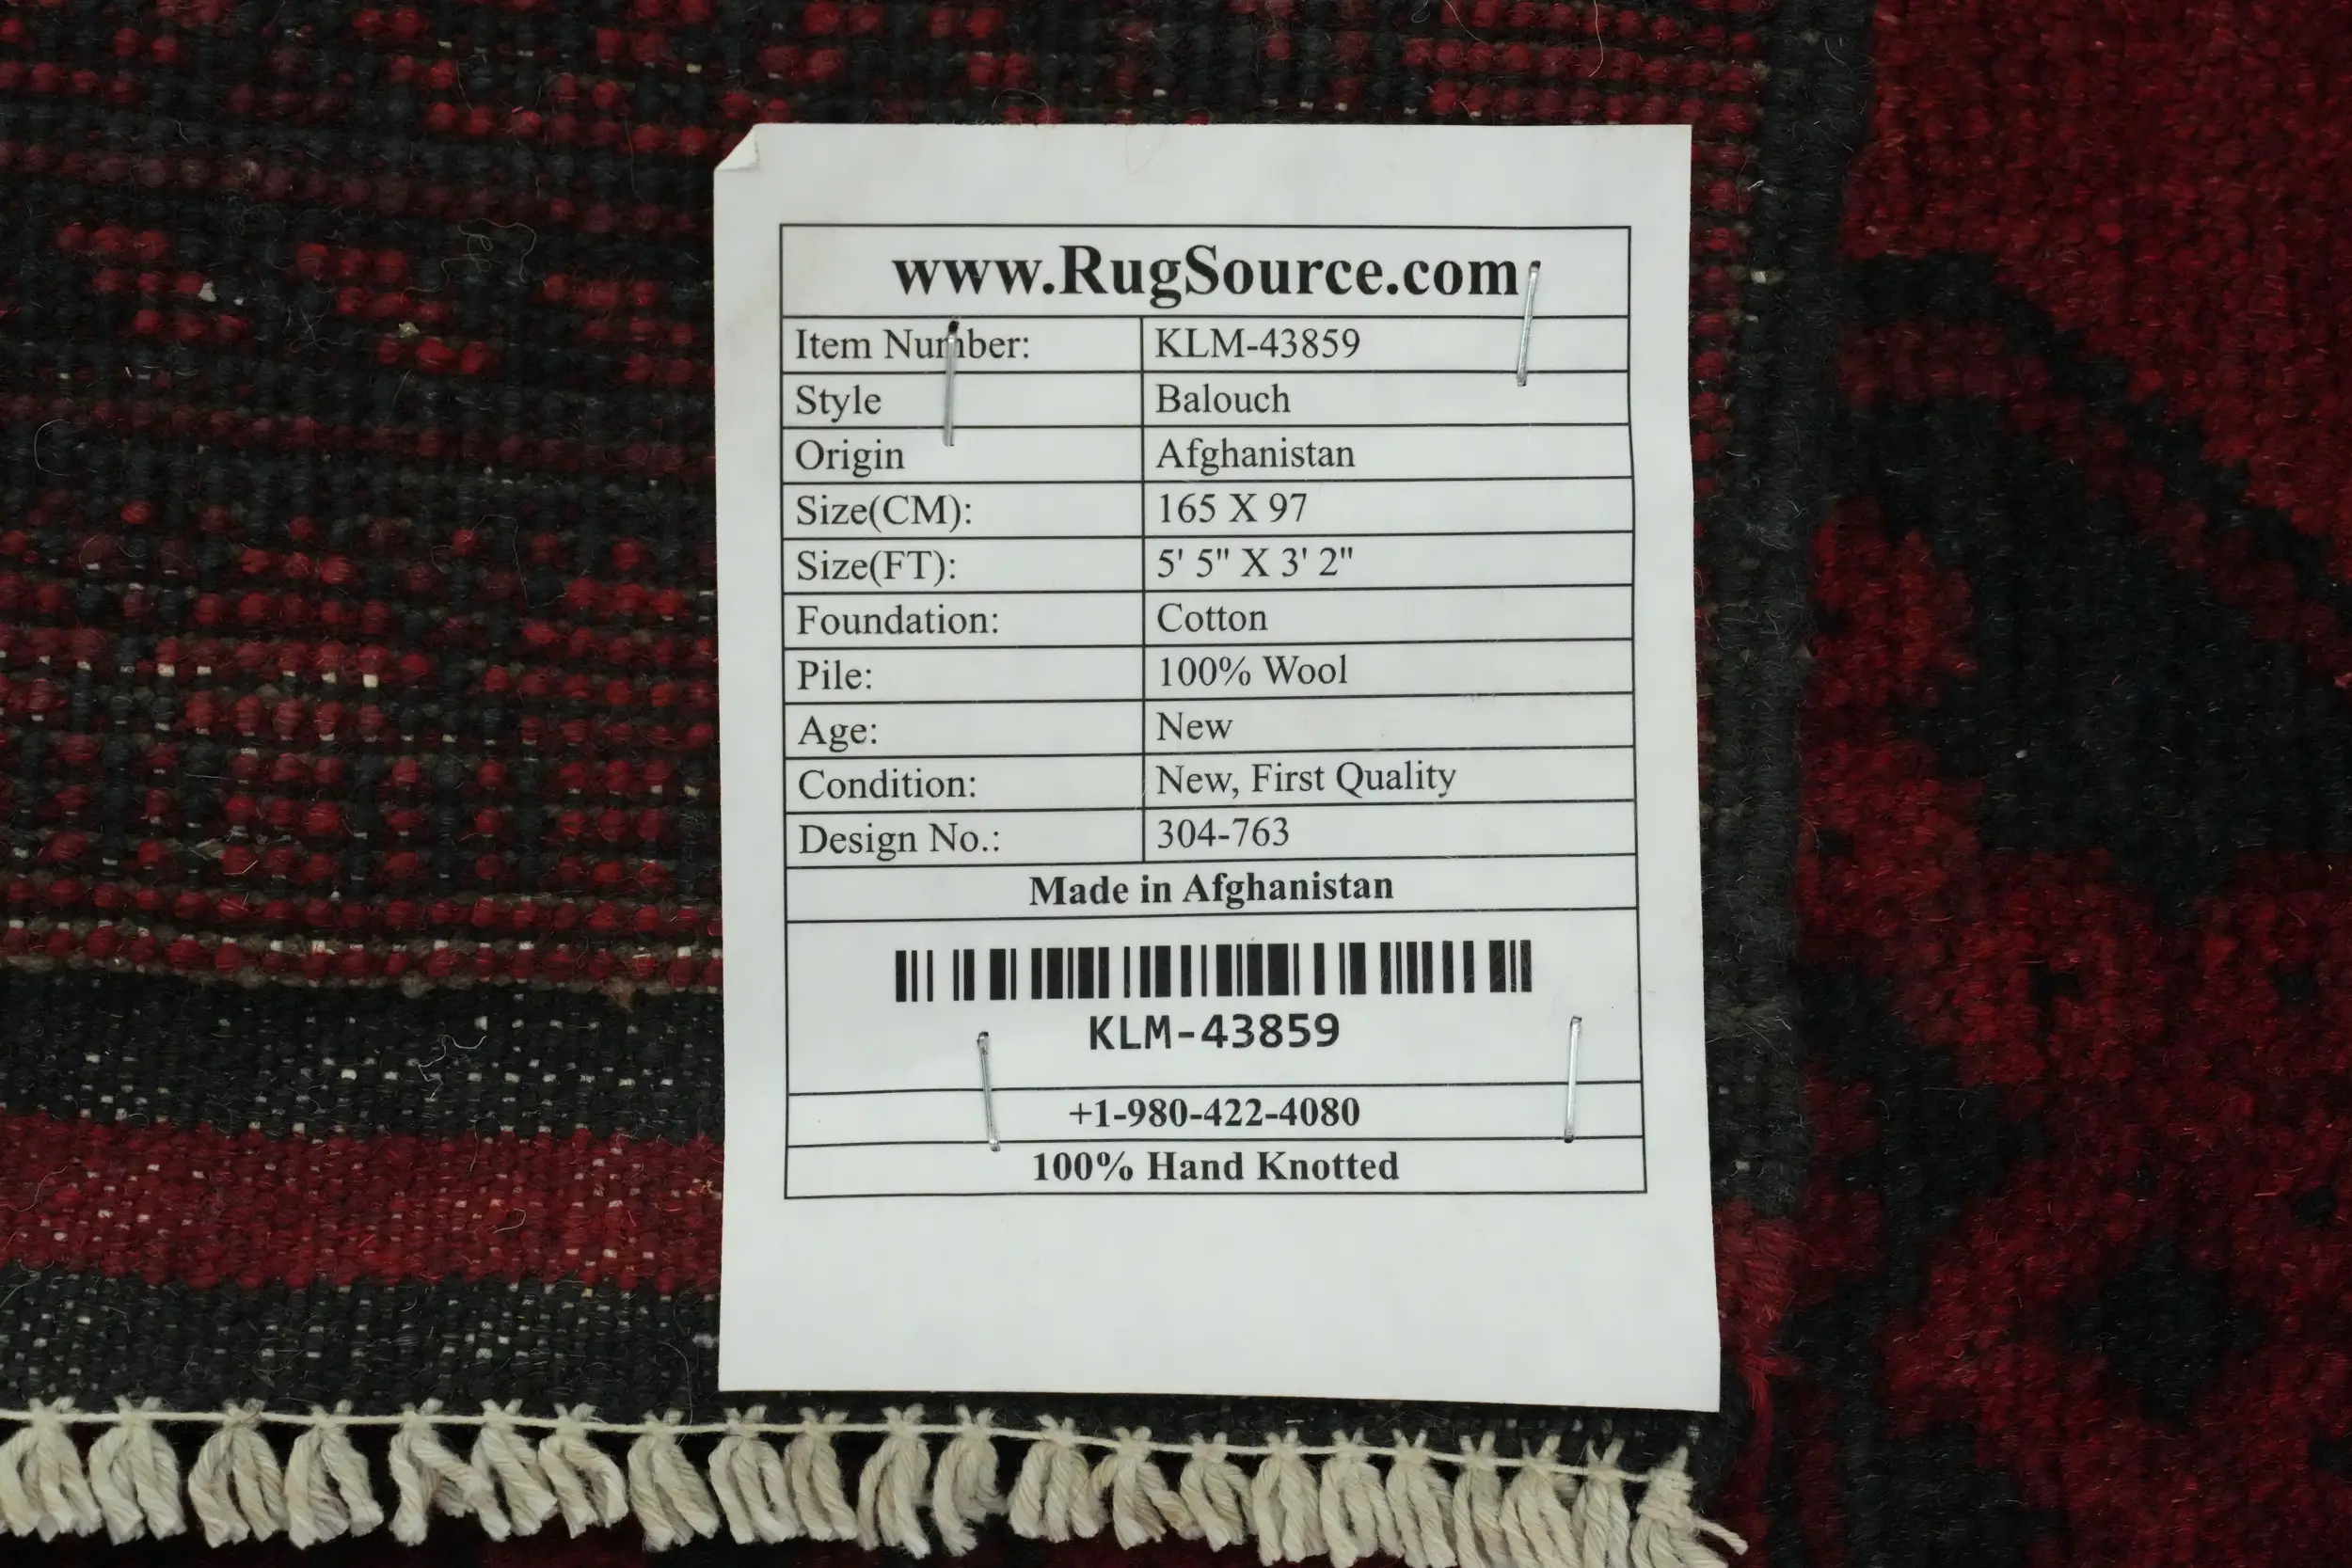 www.RugSource.com
Item Number: KLM-43859
Style Balouch
Origin Afghanistan
Size(CM): 165 X 97
Size(FT): 5' 5" X 3' 2"
Foundation: Cotton
Pile: 100% Wool
Age: New
Condition: New, First Quality
Design No.: 304-763
Made in Afghanistan
KLM-43859
+1-980-422-4080
100% Hand Knotted